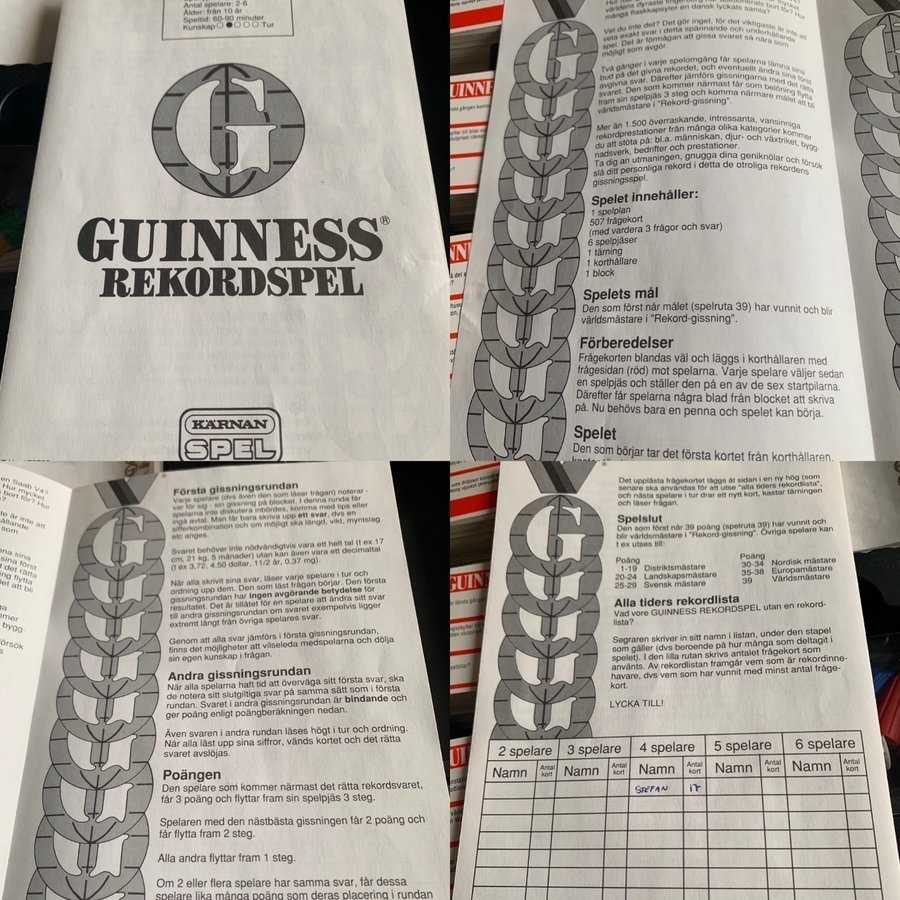 Antal spelare: 2-6
Ålder: från 10 år
Speltid: 60-90 minuter
Kunskap Tur
G
GUINNESS®
REKORDSPEL
KÄRNAN
SPEL
världens dyraste
många flasksky
Vet du inte det? Det gör inget, för det viktigaste är inte att
veta exakt svar i detta spännande och underhållande
spel. Det är förmågan att gissa svaret så nära som
möjligt som avgör.
Två gånger i varje spelomgång får spelarna lämna sina
bud på det givna rekordet, och eventuellt ändra sina först
avgivna svar. Därefter jämförs gissningarna med det rätta
svaret. Den som kommer närmast får som belöning flytta
fram sin spelpjäs 3 steg och komma närmare målet att bli
världsmästare i "Rekord-gissning".
Mer än 1.500 överraskande, intressanta, vansinniga
rekordprestationer från många olika kategorier kommer
du att stöta på: bl.a. människan, djur- och växtriket, bygg-
nadsverk, bedrifter och prestationer.
Ta dig an utmaningen, gnugga dina geniknölar och försök
slå ditt personliga rekord i detta de otroliga rekordens
gissningsspel.
Spelet innehåller:
1 spelplan
507 frågekort
(med vardera 3 frågor och svar)
6 spelpjäser
1 tärning
1 korthållare
1 block
Spelets mål
Den som först når målet (spelruta 39) har vunnit och blir
världsmästare i "Rekord-gissning".
Förberedelser
Frågekorten blandas väl och läggs i korthållaren med
frågesidan (röd) mot spelarna. Varje spelare väljer sedan
en spelpjäs och ställer den på en av de sex startpilarna.
Därefter får spelarna några blad från blocket att skriva
på. Nu behövs bara en penna och spelet kan börja.
Spelet
Den som börjar tar det första kortet från korthållaren,
Första gissningsrundan
Varje spelare (dvs även den som läser frågan) noterar -
var för sig - sin gissning på blocket. I denna runda får
spelarna inte diskutera inbördes, komma med tips eller
ingå avtal. Man får bara skriva upp ett svar, dvs en
sifferkombination och om möjligt ska längd, vikt, myntslag
etc anges.
Svaret behöver inte nödvändigtvis vara ett helt tal (t ex 17
cm, 21 kg, 5 månader) utan kan även vara ett decimaltal
(t ex 3,72, 4.50 dollar, 11/2 år, 0,37 mg).
När alla skrivit sina svar, läser varje spelare i tur och
ordning upp dem. Den som läst frågan börjar. Den första
gissningsrundan har ingen avgörande betydelse för
resultatet. Det är tillåtet för en spelare att ändra sitt svar
till andra gissningsrundan om svaret exempelvis ligger
extremt långt från övriga spelares svar.
Genom att alla svar jämförs i första gissningsrundan,
finns det möjligheter att vilseleda medspelarna och dölja
sin egen kunskap i frågan.
Andra gissningsrundan
När alla spelarna haft tid att överväga sitt första svar, ska
de notera sitt slutgiltiga svar på samma sätt som i första
rundan. Svaret i andra gissningsrundan är bindande och
ger poäng enligt poängberäkningen nedan.
Även svaren i andra rundan läses högt i tur och ordning.
När alla läst upp sina siffror, vänds kortet och det rätta
svaret avslöjas.
Poängen
Den spelare som kommer närmast det rätta rekordsvaret,
får 3 poäng och flyttar fram sin spelpjäs 3 steg.
Spelaren med den nästbästa gissningen får 2 poäng och
får flytta fram 2 steg.
Alla andra flyttar fram 1 steg.
Om 2 eller flera spelare har samma svar, får dessa
spelare lika många poäng som deras placering i rundan
Det upplästa frågekortet läggs åt sidan i en ny hög (som
senare ska användas för att utse "alla tiders rekordlista",
och nästa spelare i tur drar ett nytt kort, kastar tärningen
och läser frågan.
Spelslut
Den som först når 39 poäng (spelruta 39) har vunnit och
blir världsmästare i "Rekord-gissning". Övriga spelare kan
t ex utses till:
Poäng Poäng
1-19 Distriktsmästare 30-34 Nordisk mästare
20-24 Landskapsmästare 35-38 Europamästare
25-29 Svensk mästare 39 Världsmästare
Alla tiders rekordlista
Vad vore GUINNESS REKORDSPEL utan en rekord-
lista?
Segraren skriver in sitt namn i listan, under den stapel
som gäller (dvs beroende på hur många som deltagit i
spelet). I den lilla rutan skrivs antalet frågekort som
använts. Av rekordlistan framgår vem som är rekordinne-
havare, dvs vem som har vunnit med minst antal fråge-
kort.
LYCKA TILL!
2 spelare 3 spelare 4 spelare 5 spelare 6 spelare
Namn Antal kort Namn Antal kort Namn Antal kort Namn Antal kort Namn Antal kort
STEFAN 17